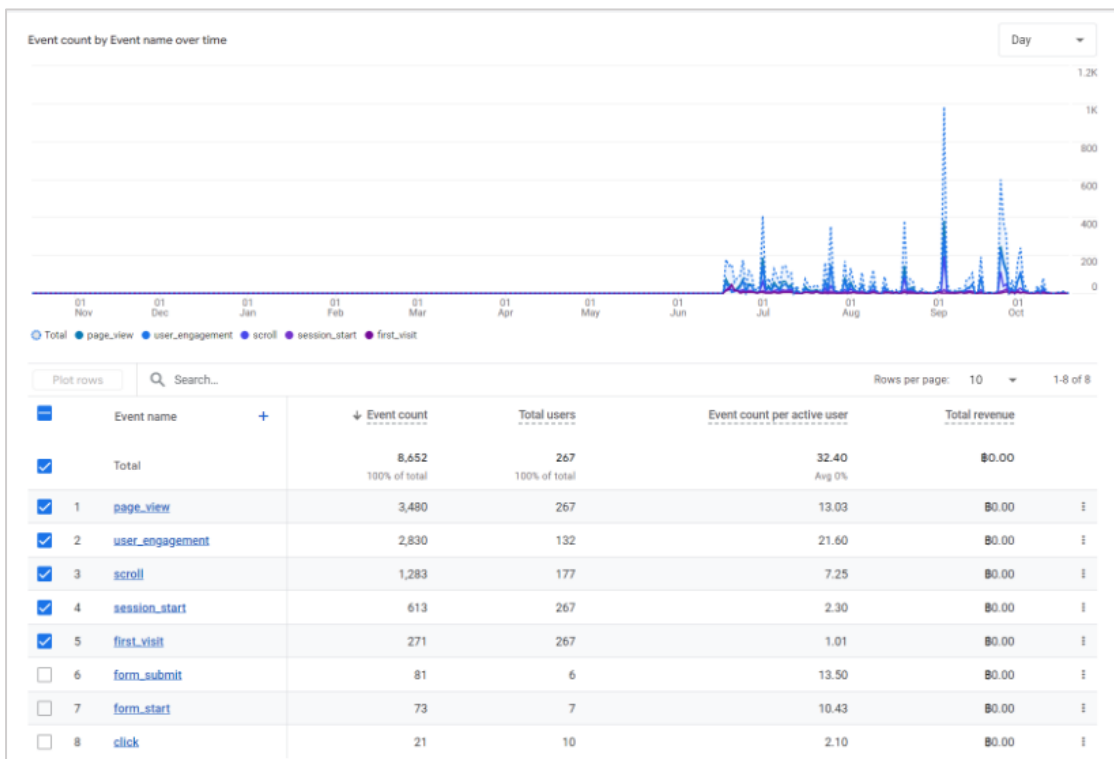 Event count by Event name over time
Day
1.2K
1K
800
600
400
200
0
01 Nov
01 Dec
01 Jan
01 Feb
01 Mar
01 Apr
01 May
01 Jun
01 Jul
01 Aug
01 Sep
01 Oct
Total page_view user_engagement scroll session_start first_visit
Plot rows Search... Rows per page: 10 1-8 of 8
Event name + ↓ Event count Total users Event count per active user Total revenue
Total 8,652 267 32.40 ฿0.00
100% of total 100% of total Avg 0%
1 page_view 3,480 267 13.03 ฿0.00
2 user_engagement 2,830 132 21.60 ฿0.00
3 scroll 1,283 177 7.25 ฿0.00
4 session_start 613 267 2.30 ฿0.00
5 first_visit 271 267 1.01 ฿0.00
6 form_submit 81 6 13.50 ฿0.00
7 form_start 73 7 10.43 ฿0.00
8 click 21 10 2.10 ฿0.00